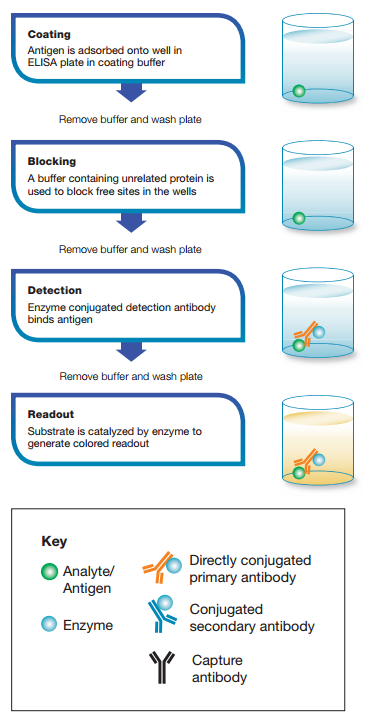 Coating
Antigen is adsorbed onto well in
ELISA plate in coating buffer
Remove buffer and wash plate
Blocking
A buffer containing unrelated protein is
used to block free sites in the wells
Remove buffer and wash plate
Detection
Enzyme conjugated detection antibody
binds antigen
Remove buffer and wash plate
Readout
Substrate is catalyzed by enzyme to
generate colored readout
Key
Analyte/
Antigen
Enzyme
Directly conjugated
primary antibody
Conjugated
secondary antibody
Capture
antibody